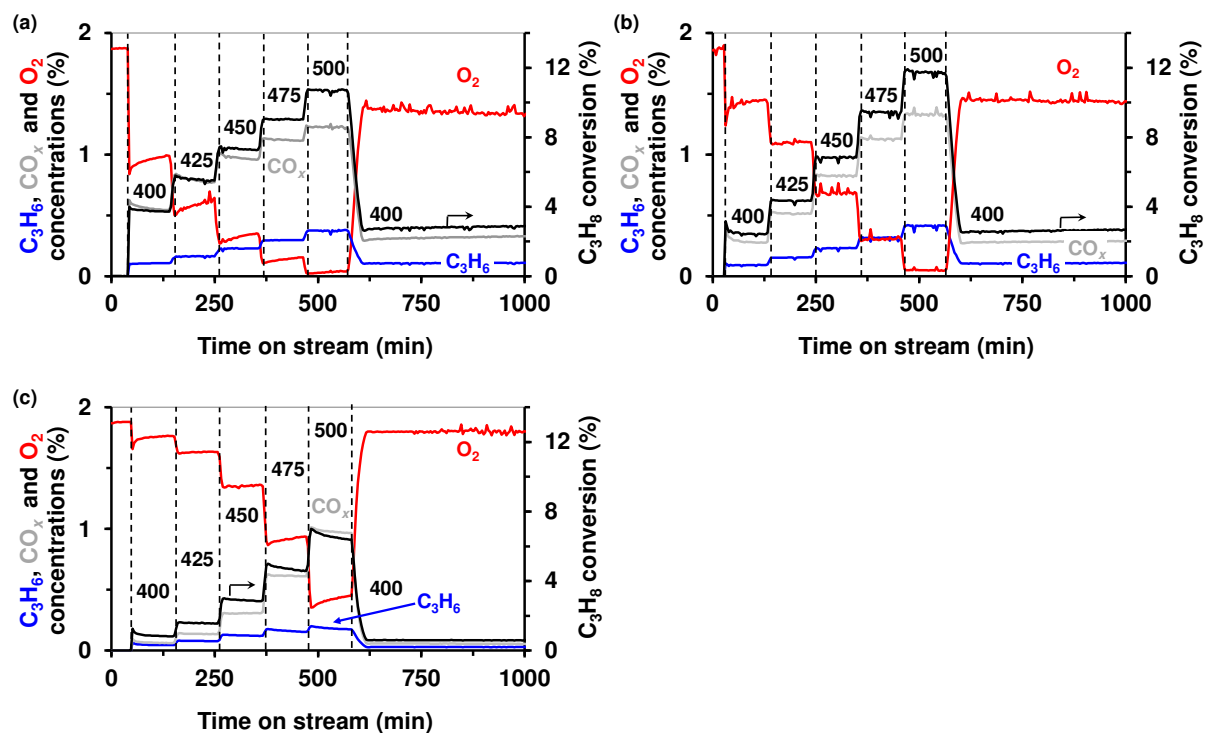 (a)
C₃H₆, COₓ and O₂
concentrations (%)
2
1
0
400
425
450
475
500
O₂
COₓ
400
C₃H₆
12
8
4
0
C₃H₈ conversion (%)
0
250
500
750
1000
Time on stream (min)
(b)
C₃H₆, COₓ and O₂
concentrations (%)
2
1
0
400
425
450
475
500
O₂
400
COₓ
C₃H₆
12
8
4
0
C₃H₈ conversion (%)
0
250
500
750
1000
Time on stream (min)
(c)
C₃H₆, COₓ and O₂
concentrations (%)
2
1
0
400
425
450
475
500
O₂
COₓ
400
C₃H₆
12
8
4
0
C₃H₈ conversion (%)
0
250
500
750
1000
Time on stream (min)